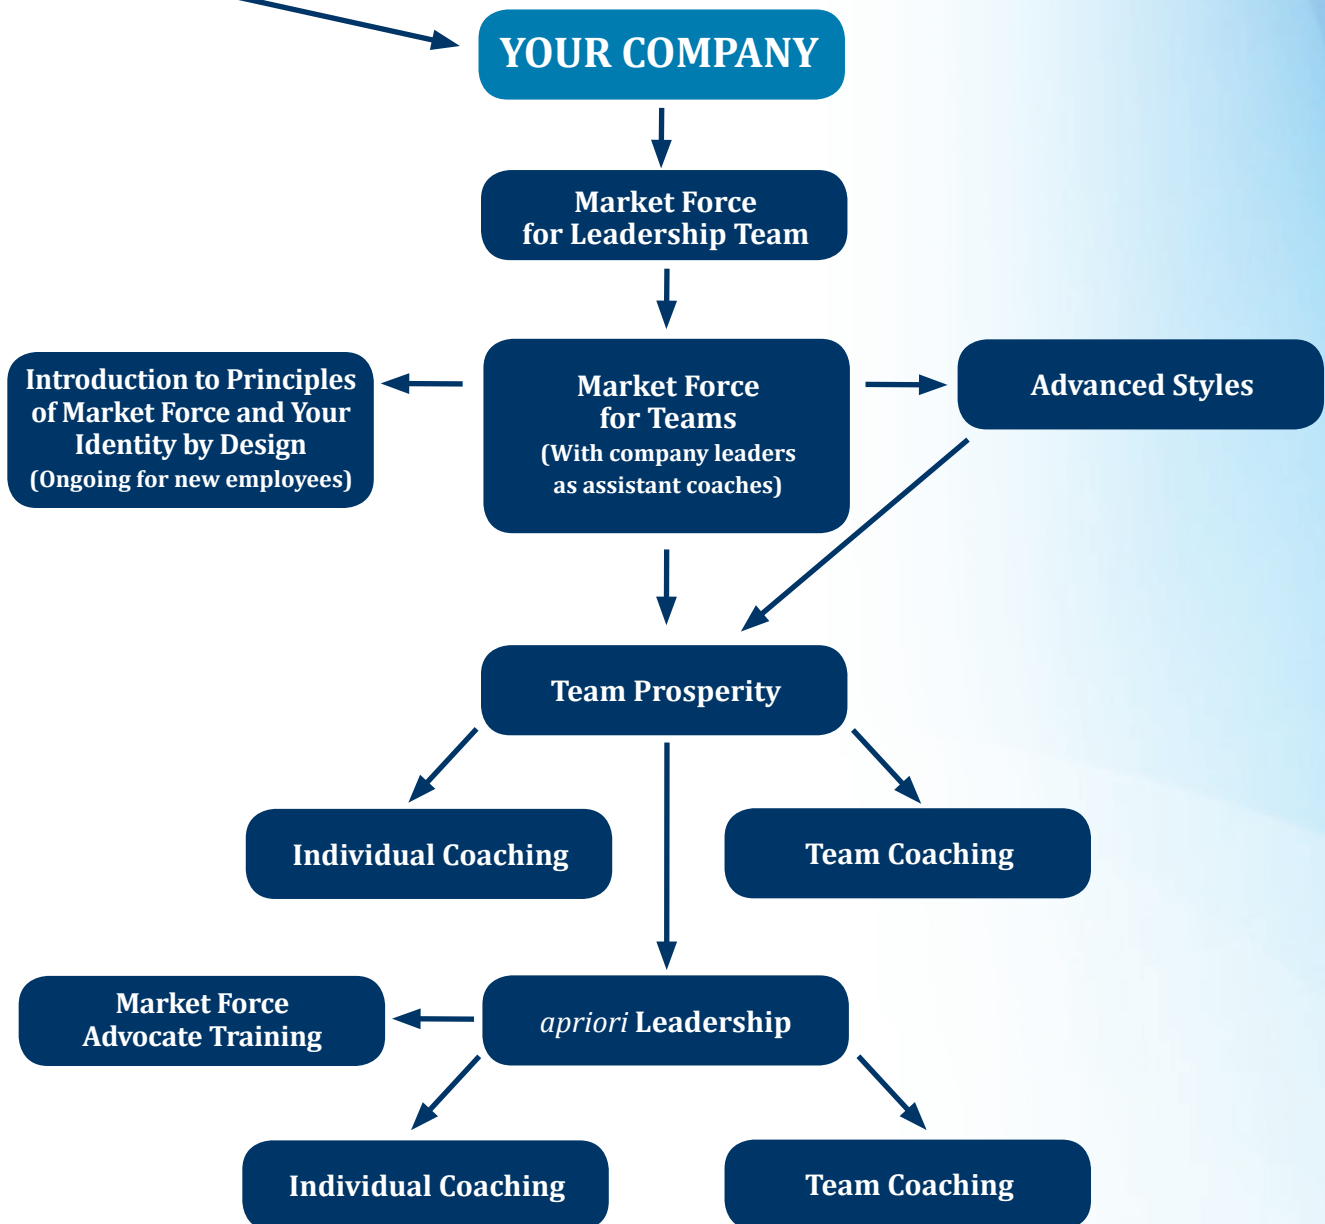 YOUR COMPANY
Market Force
for Leadership Team
Introduction to Principles
of Market Force and Your
Identity by Design
(Ongoing for new employees)
Market Force
for Teams
(With company leaders
as assistant coaches)
Advanced Styles
Team Prosperity
Individual Coaching
Team Coaching
Market Force
Advocate Training
apriori Leadership
Individual Coaching
Team Coaching